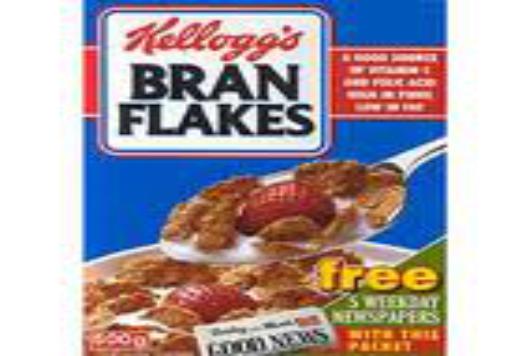 Kellogg's
BRAN
FLAKES
A GOOD SOURCE
OF VITAMIN C
AND FOLIC ACID
HIGH IN FIBRE
LOW IN FAT
free
5 WEEKDAY
NEWSPAPERS
WITH THIS
PACKET
500g
GOOD NEWS